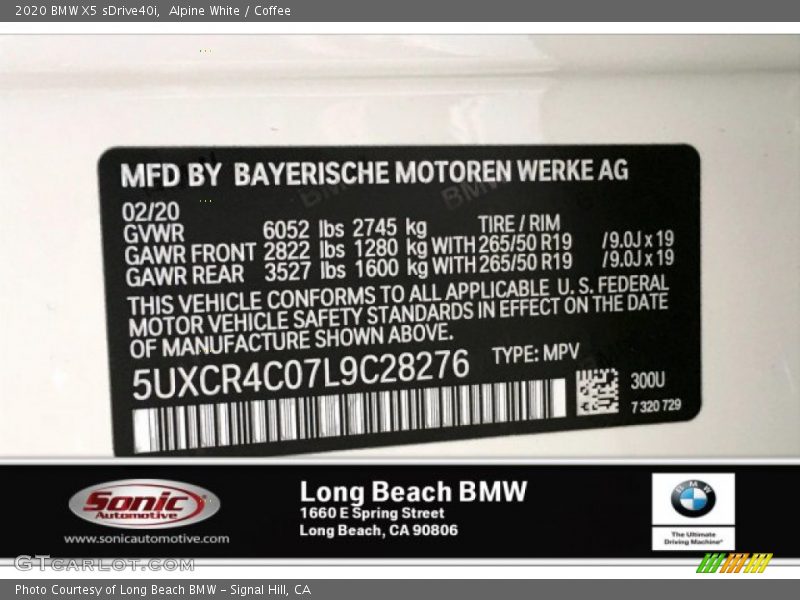 2020 BMW X5 sDrive40i, Alpine White / Coffee
MFD BY BAYERISCHE MOTOREN WERKE AG
02/20
GVWR 6052 lbs 2745 kg TIRE / RIM
GAWR FRONT 2822 lbs 1280 kg WITH 265/50 R19 /9.0J x 19
GAWR REAR 3527 lbs 1600 kg WITH 265/50 R19 /9.0J x 19
THIS VEHICLE CONFORMS TO ALL APPLICABLE U.S. FEDERAL
MOTOR VEHICLE SAFETY STANDARDS IN EFFECT ON THE DATE
OF MANUFACTURE SHOWN ABOVE.
5UXCR4C07L9C28276 TYPE: MPV
300U
7 320 729
Sonic
Automotive
www.sonicautomotive.com
Long Beach BMW
1660 E Spring Street
Long Beach, CA 90806
BMW
The Ultimate
Driving Machine®
GTCarLot.com
Photo Courtesy of Long Beach BMW - Signal Hill, CA